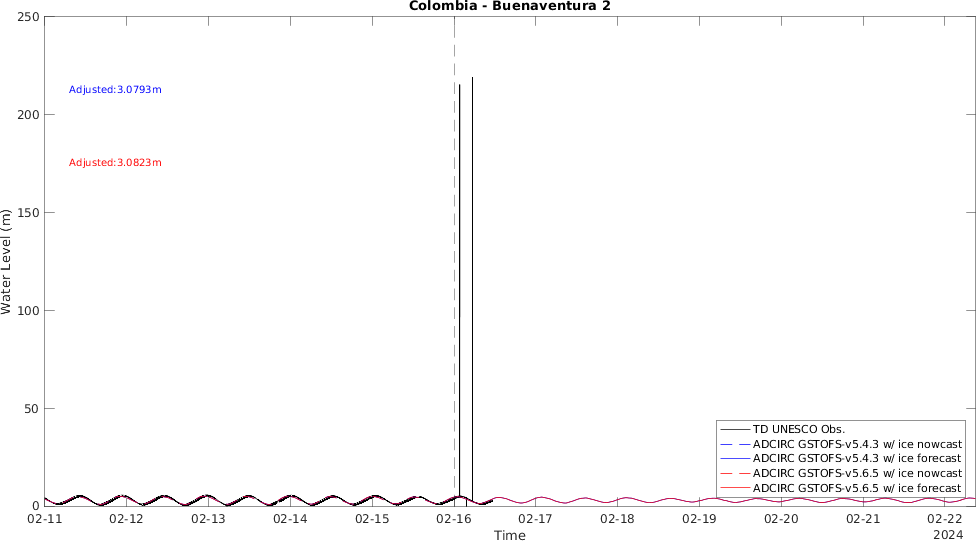 Colombia - Buenaventura 2
250
200
150
100
50
0
Water Level (m)
Adjusted:3.0793m
Adjusted:3.0823m
TD UNESCO Obs.
ADCIRC GSTOFS-v5.4.3 w/ ice nowcast
ADCIRC GSTOFS-v5.4.3 w/ ice forecast
ADCIRC GSTOFS-v5.6.5 w/ ice nowcast
ADCIRC GSTOFS-v5.6.5 w/ ice forecast
02-11 02-12 02-13 02-14 02-15 02-16 02-17 02-18 02-19 02-20 02-21 02-22
2024
Time